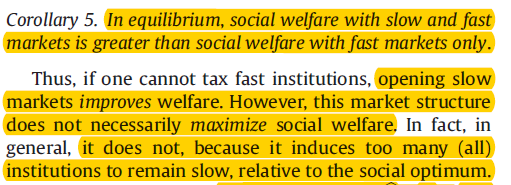 Corollary 5. In equilibrium, social welfare with slow and fast
markets is greater than social welfare with fast markets only.
Thus, if one cannot tax fast institutions, opening slow
markets improves welfare. However, this market structure
does not necessarily maximize social welfare. In fact, in
general, it does not, because it induces too many (all)
institutions to remain slow, relative to the social optimum.